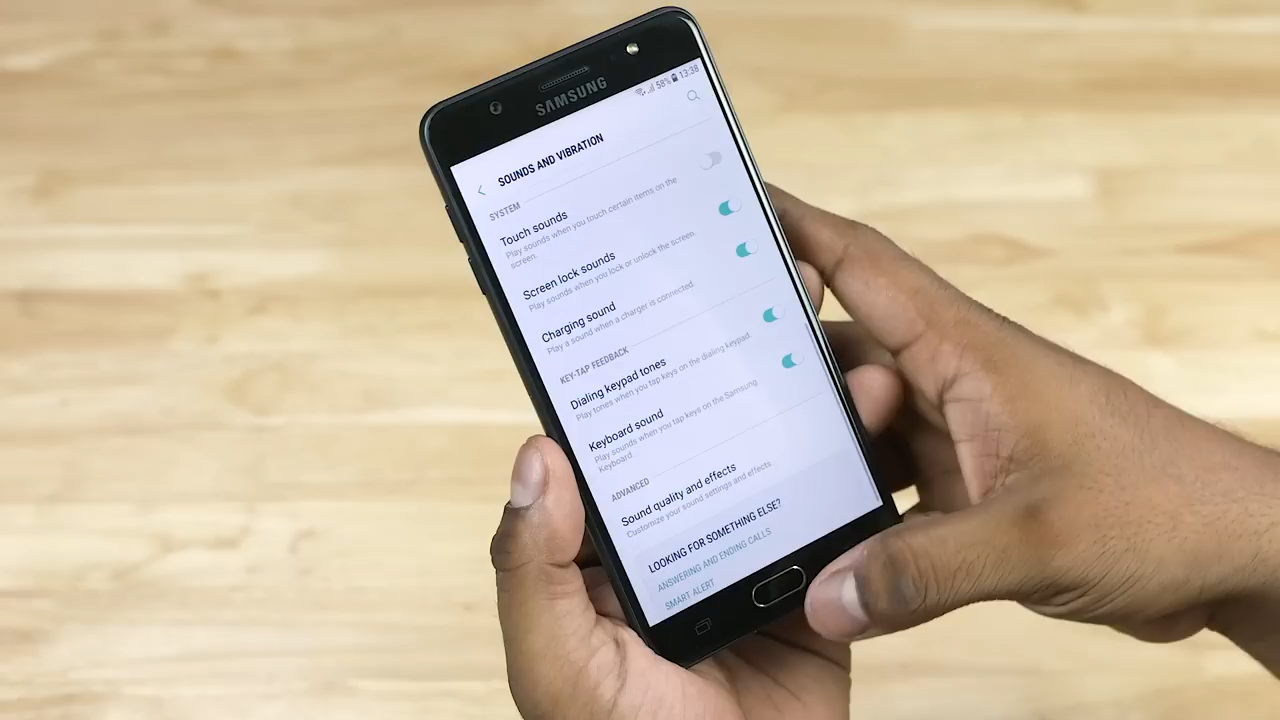 SAMSUNG
58% 13:38
SOUNDS AND VIBRATION
SYSTEM
Touch sounds
Play sounds when you touch certain items on the
screen.
Screen lock sounds
Play sounds when you lock or unlock the screen.
Charging sound
Play a sound when a charger is connected.
KEY-TAP FEEDBACK
Dialing keypad tones
Play tones when you tap keys on the dialing keypad.
Keyboard sound
Play sounds when you tap keys on the Samsung
Keyboard.
ADVANCED
Sound quality and effects
Customize your sound settings and effects.
LOOKING FOR SOMETHING ELSE?
ANSWERING AND ENDING CALLS
SMART ALERT